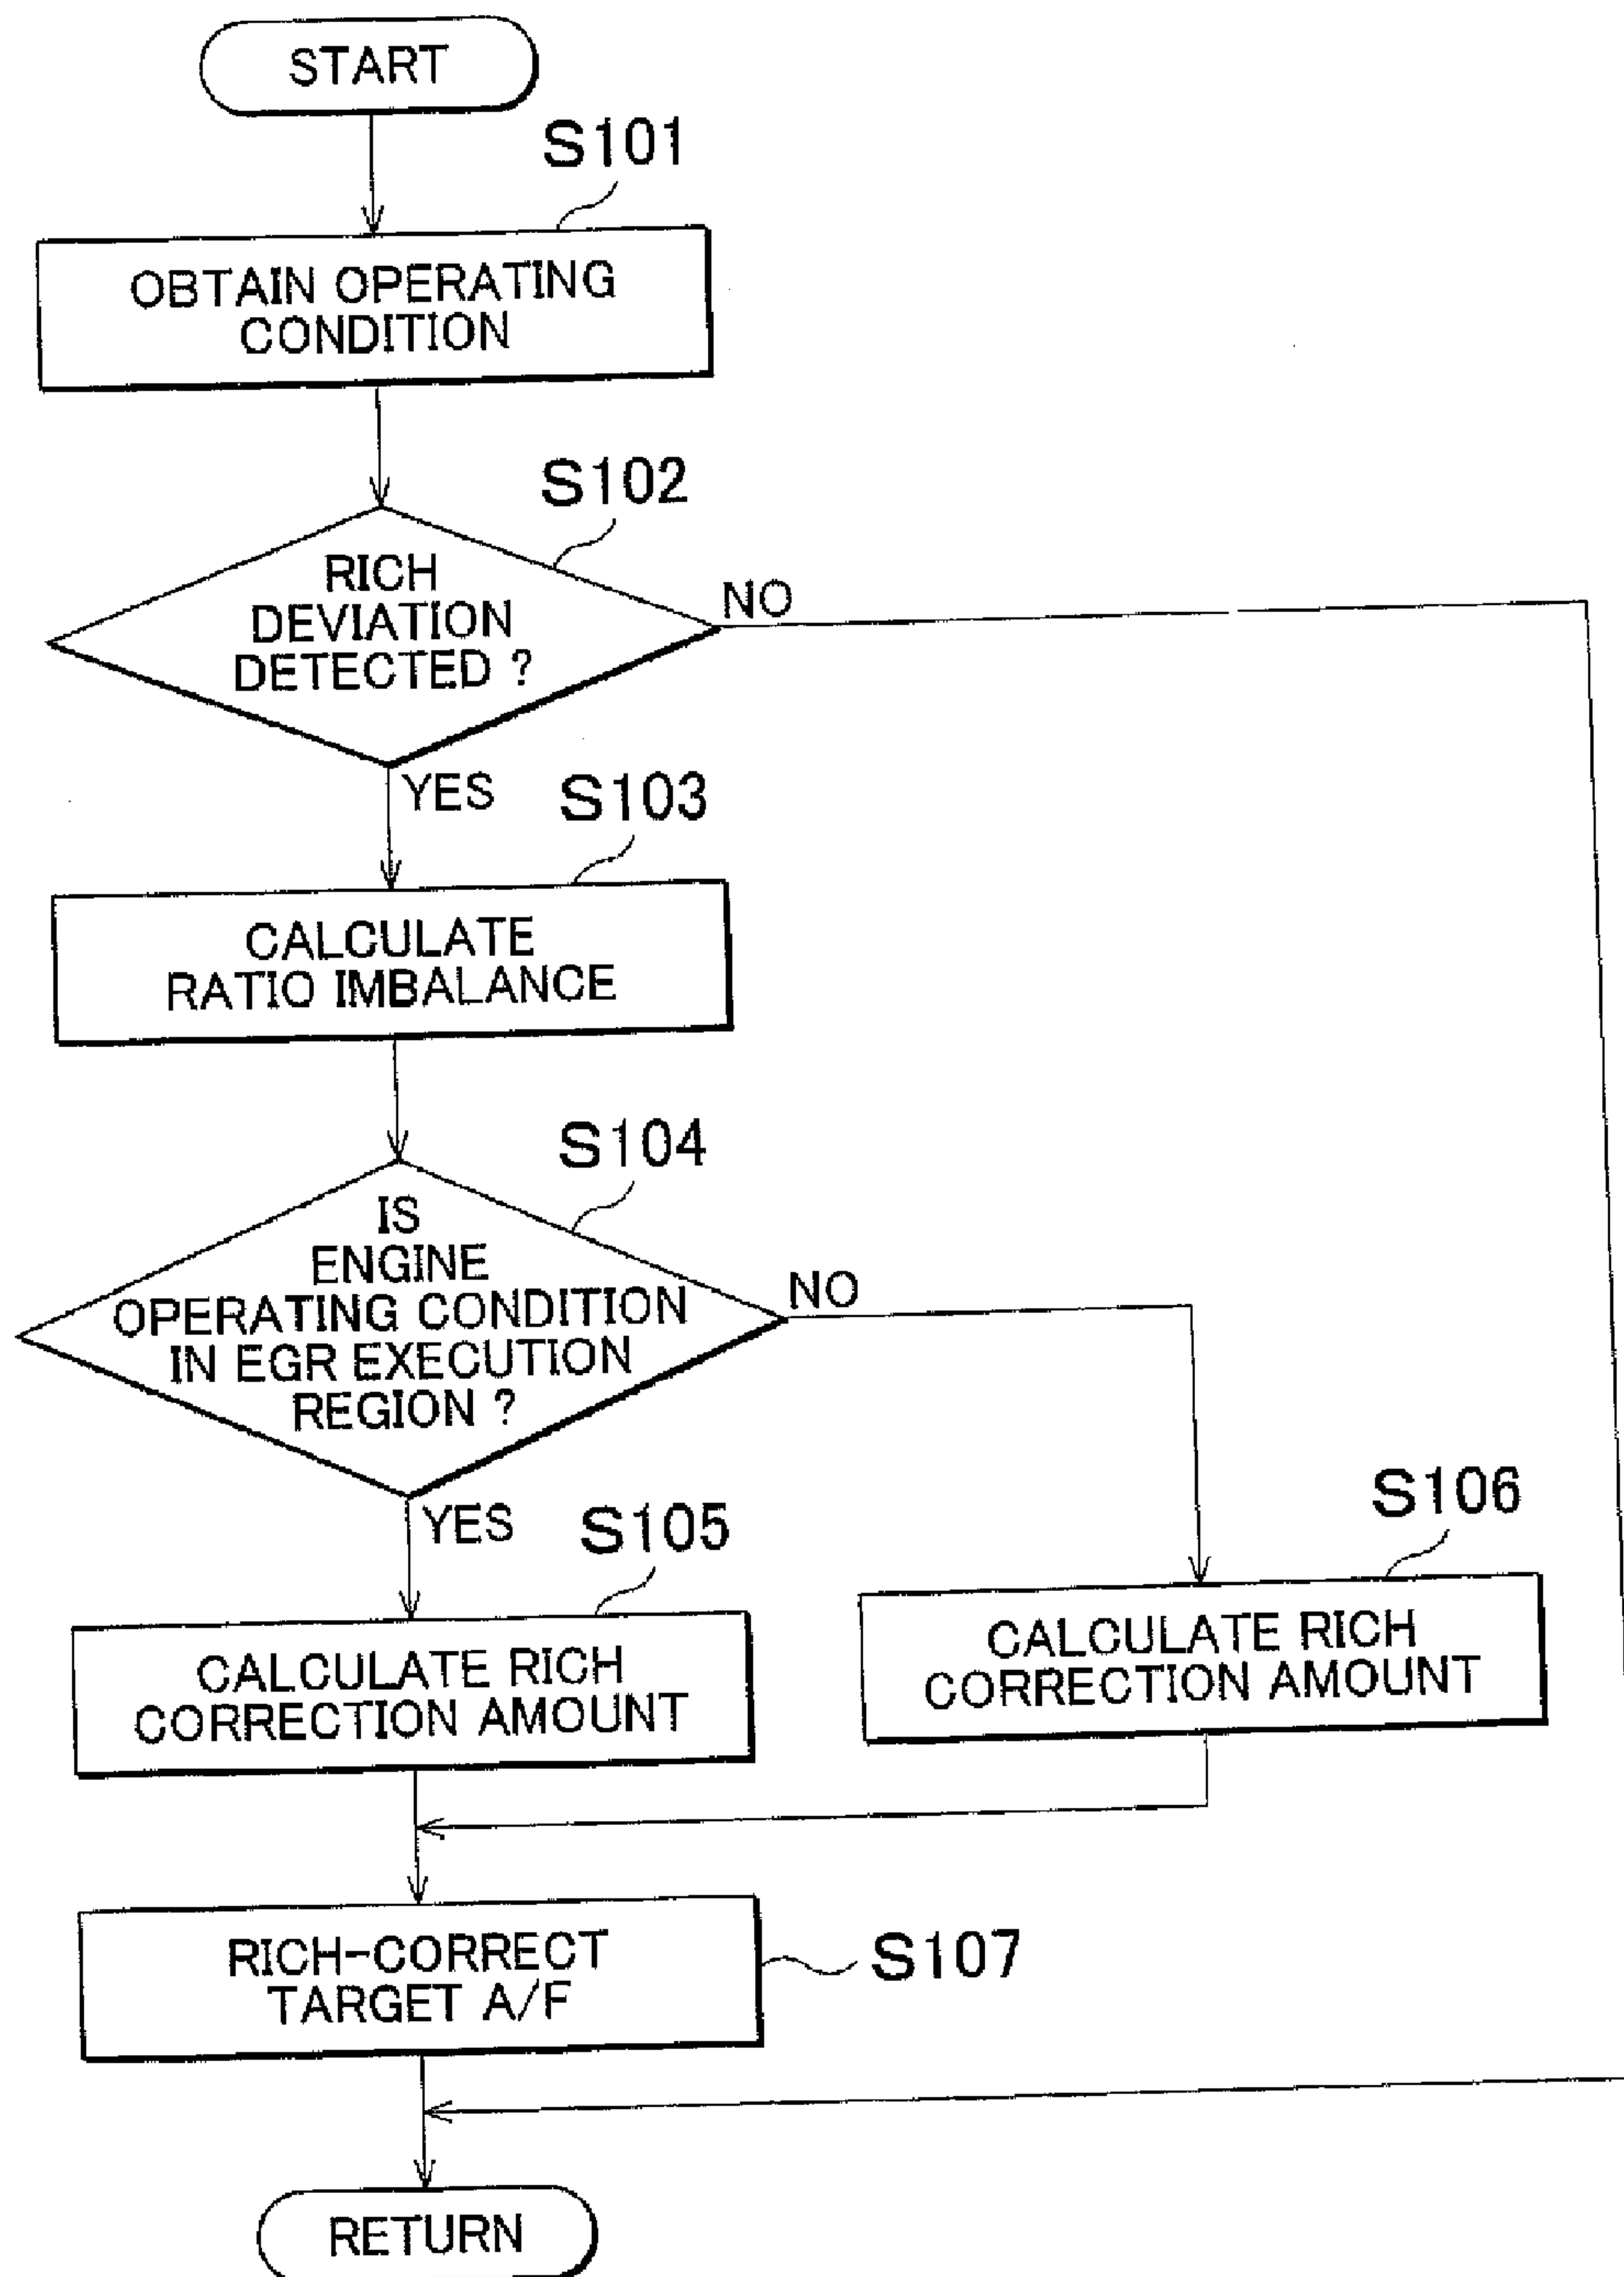 START
S101
OBTAIN OPERATING
CONDITION
S102
RICH
DEVIATION
DETECTED ?
NO
YES
S103
CALCULATE
RATIO IMBALANCE
S104
IS
ENGINE
OPERATING CONDITION
IN EGR EXECUTION
REGION ?
NO
YES
S105
CALCULATE RICH
CORRECTION AMOUNT
S106
CALCULATE RICH
CORRECTION AMOUNT
RICH-CORRECT
TARGET A/F
S107
RETURN